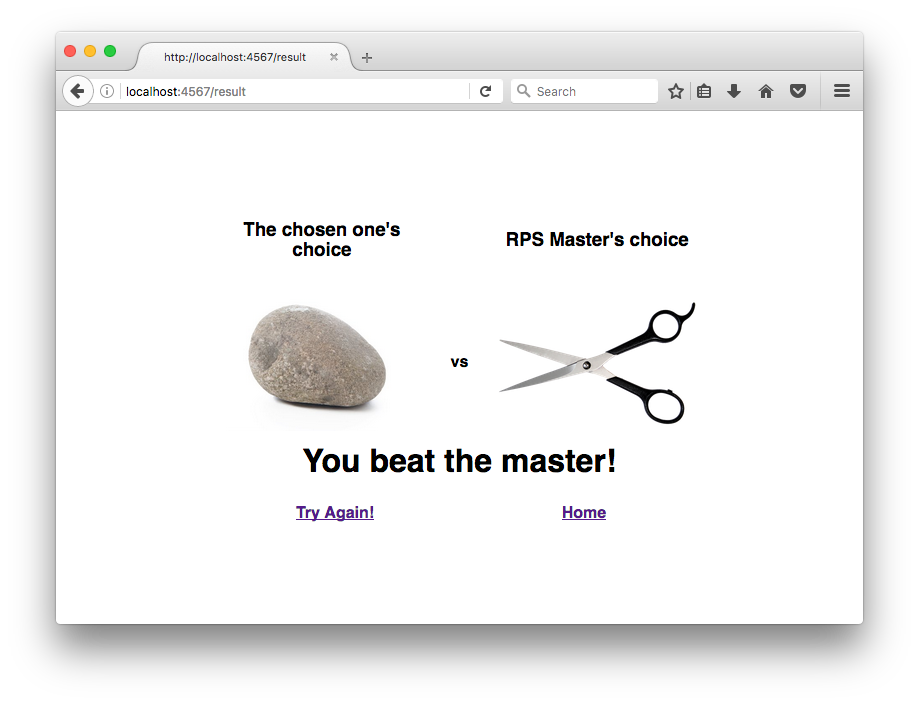 http://localhost:4567/result
localhost:4567/result
Search
The chosen one's
choice
RPS Master's choice
vs
You beat the master!
Try Again!
Home